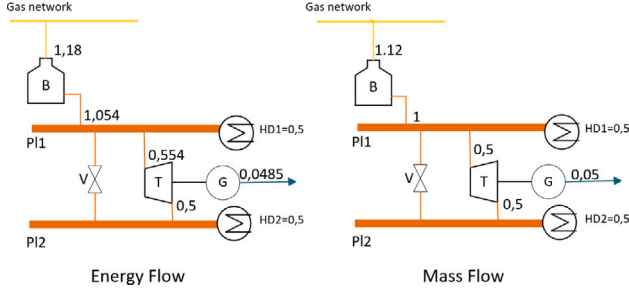 Gas network
1,18
B
1,054
Pl1
HD1=0,5
0,554
V
T
G
0,0485
0,5
HD2=0,5
Pl2
Energy Flow
Gas network
1.12
B
1
Pl1
HD1=0,5
0,5
V
T
G
0,05
0,5
HD2=0,5
Pl2
Mass Flow